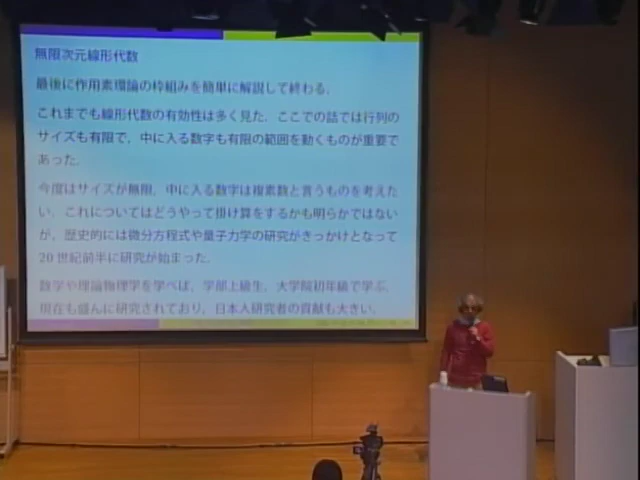 無限次元線形代数
最後に作用素環論の枠組みを簡単に解説して終わる．
これまでも線形代数の有効性は多く見た．ここでの話では行列の
サイズも有限で，中に入る数字も有限の範囲を動くものが重要で
あった．
今度はサイズが無限，中に入る数字は複素数と言うものを考えた
い．これについてはどうやって掛け算をするかも明らかではない
が，歴史的には微分方程式や量子力学の研究がきっかけとなって
20 世紀前半に研究が始まった．
数学や理論物理学を学べば，学部上級生，大学院初年級で学ぶ．
現在も盛んに研究されており，日本人研究者の貢献も大きい．